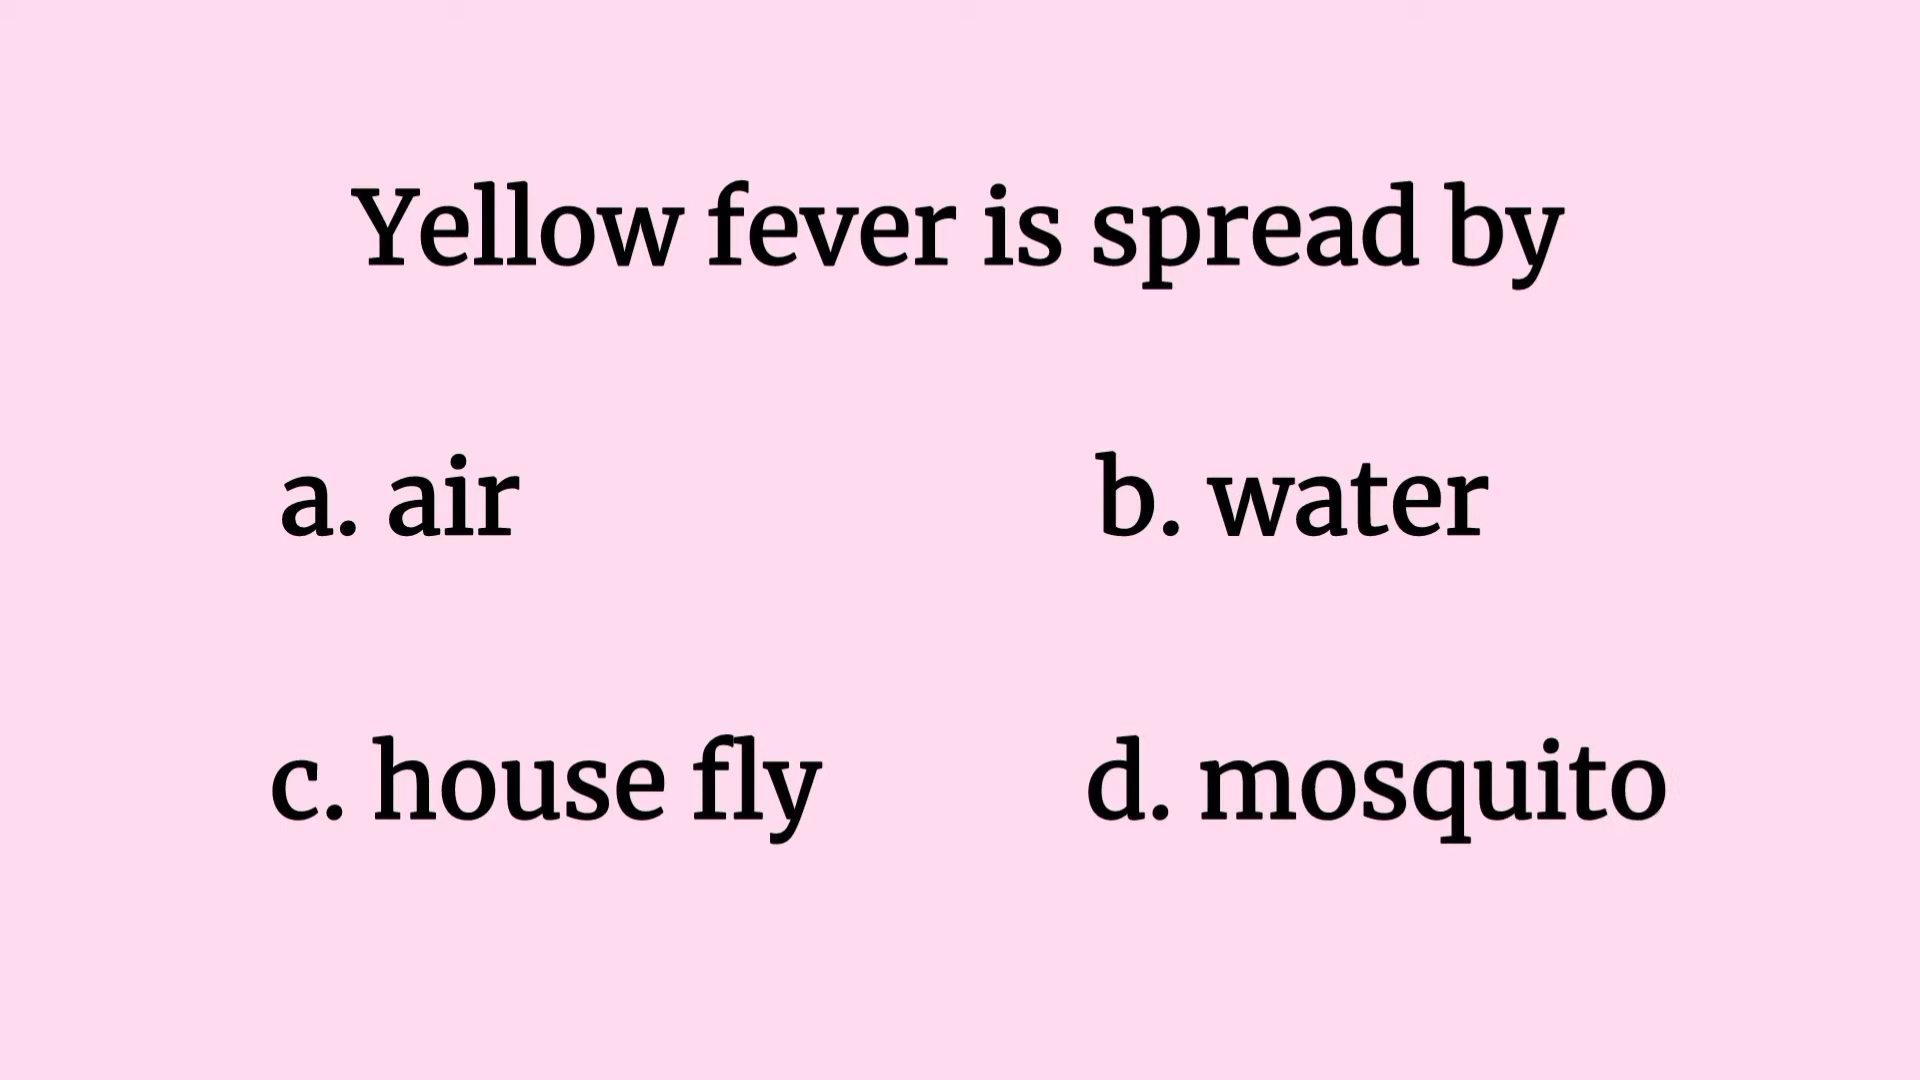 Yellow fever is spread by
a. air
b. water
c. house fly
d. mosquito